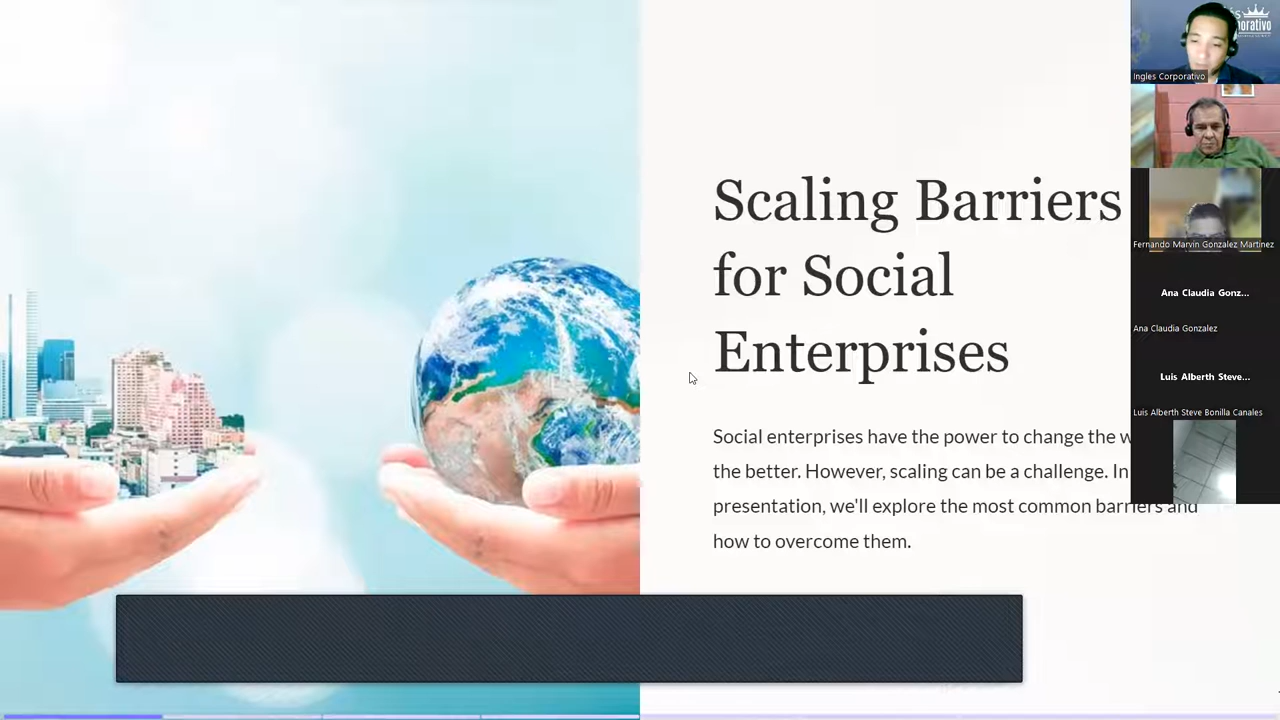 Scaling Barriers
for Social
Enterprises
Social enterprises have the power to change the w
the better. However, scaling can be a challenge. In
presentation, we'll explore the most common barriers and
how to overcome them.
Ingles Corporativo
Fernando Marvin Gonzalez Martinez
Ana Claudia Gonz...
Ana Claudia Gonzalez
Luis Alberth Steve...
Luis Alberth Steve Bonilla Canales